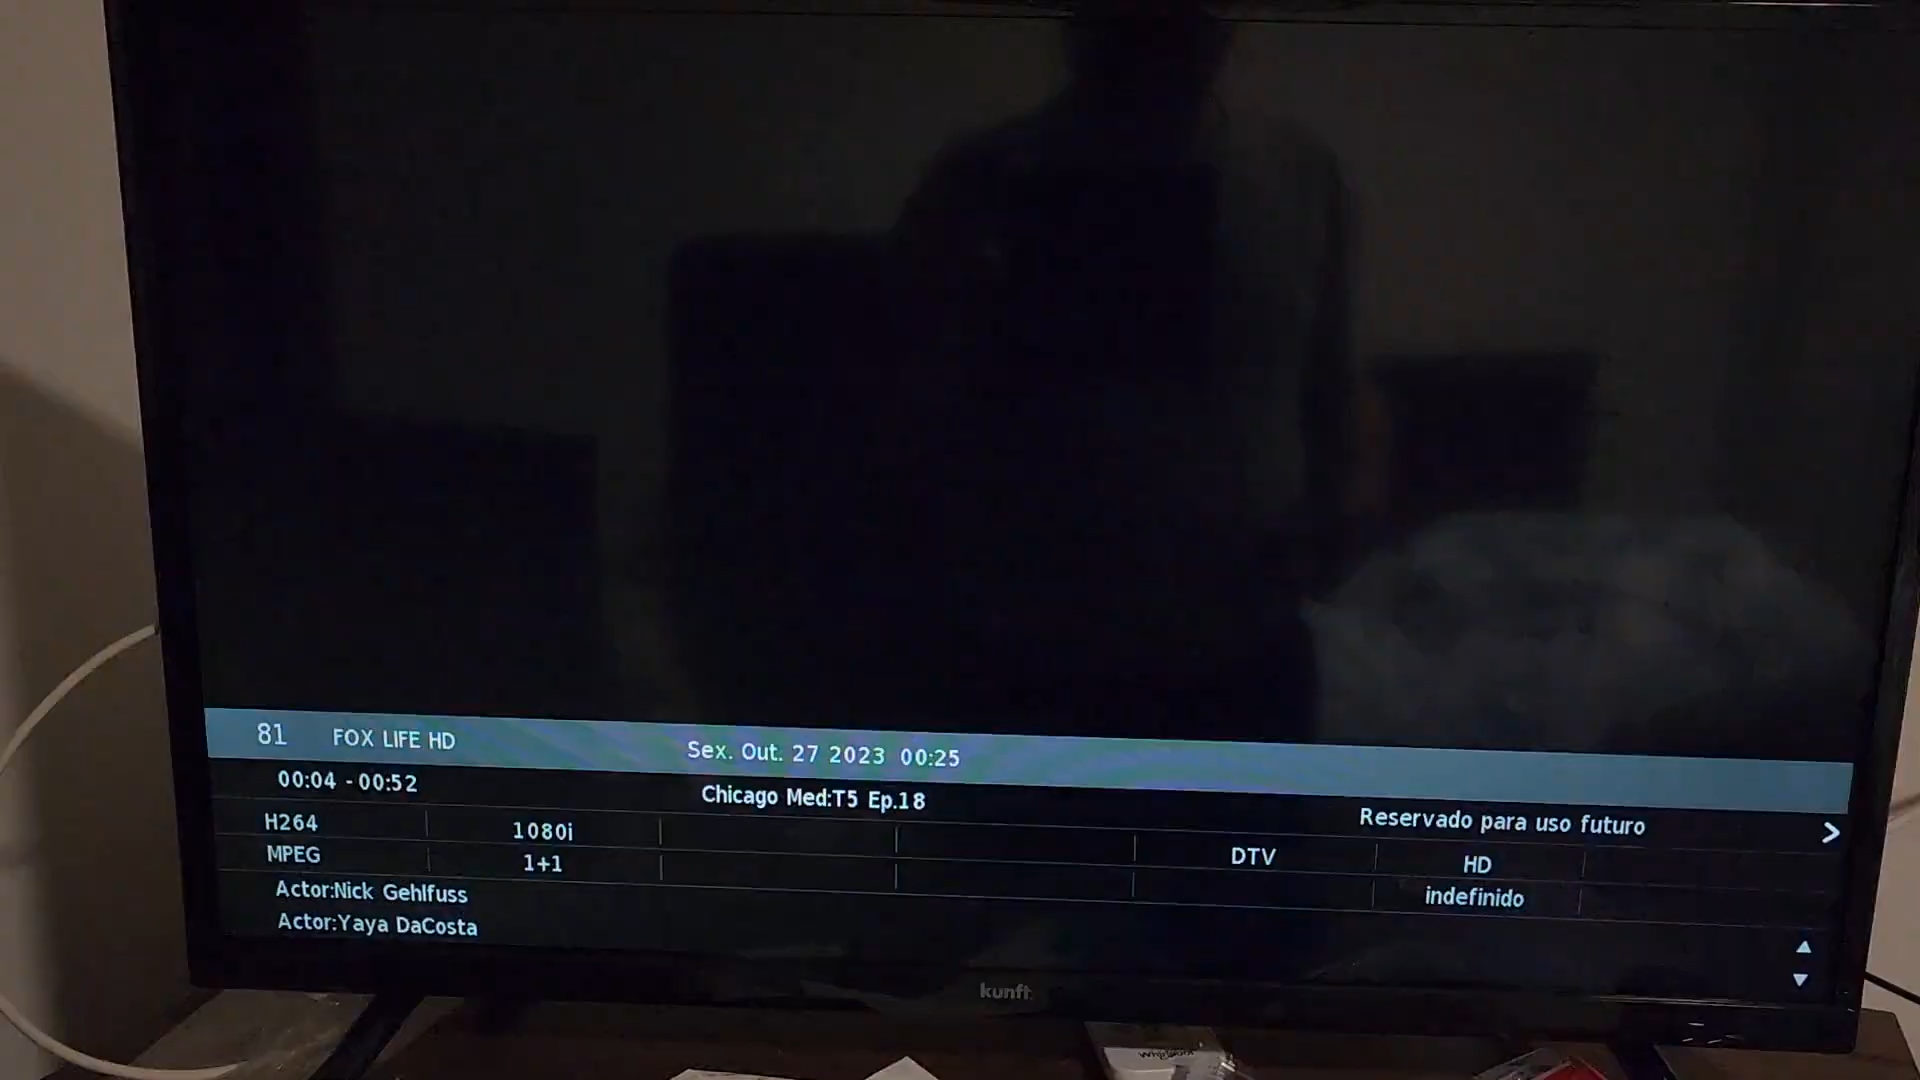 81 FOX LIFE HD Sex. Out. 27 2023 00:25
00:04 - 00:52 Chicago Med:T5 Ep.18 Reservado para uso futuro
H264 1080i DTV HD
MPEG 1+1 indefinido
Actor:Nick Gehlfuss
Actor:Yaya DaCosta
kunft